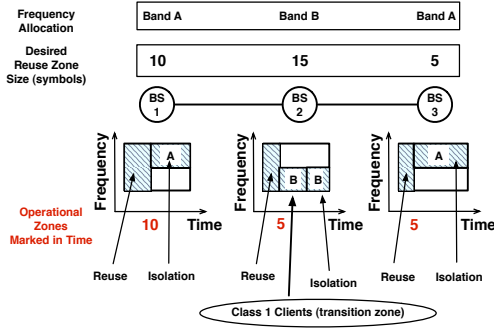 Frequency Allocation
Band A Band B Band A
Desired Reuse Zone Size (symbols)
10 15 5
BS 1
BS 2
BS 3
Frequency
A
Frequency
B B
Frequency
A
Operational Zones Marked in Time
10 Time
5 Time
5 Time
Reuse Isolation
Reuse Isolation
Reuse Isolation
Class 1 Clients (transition zone)